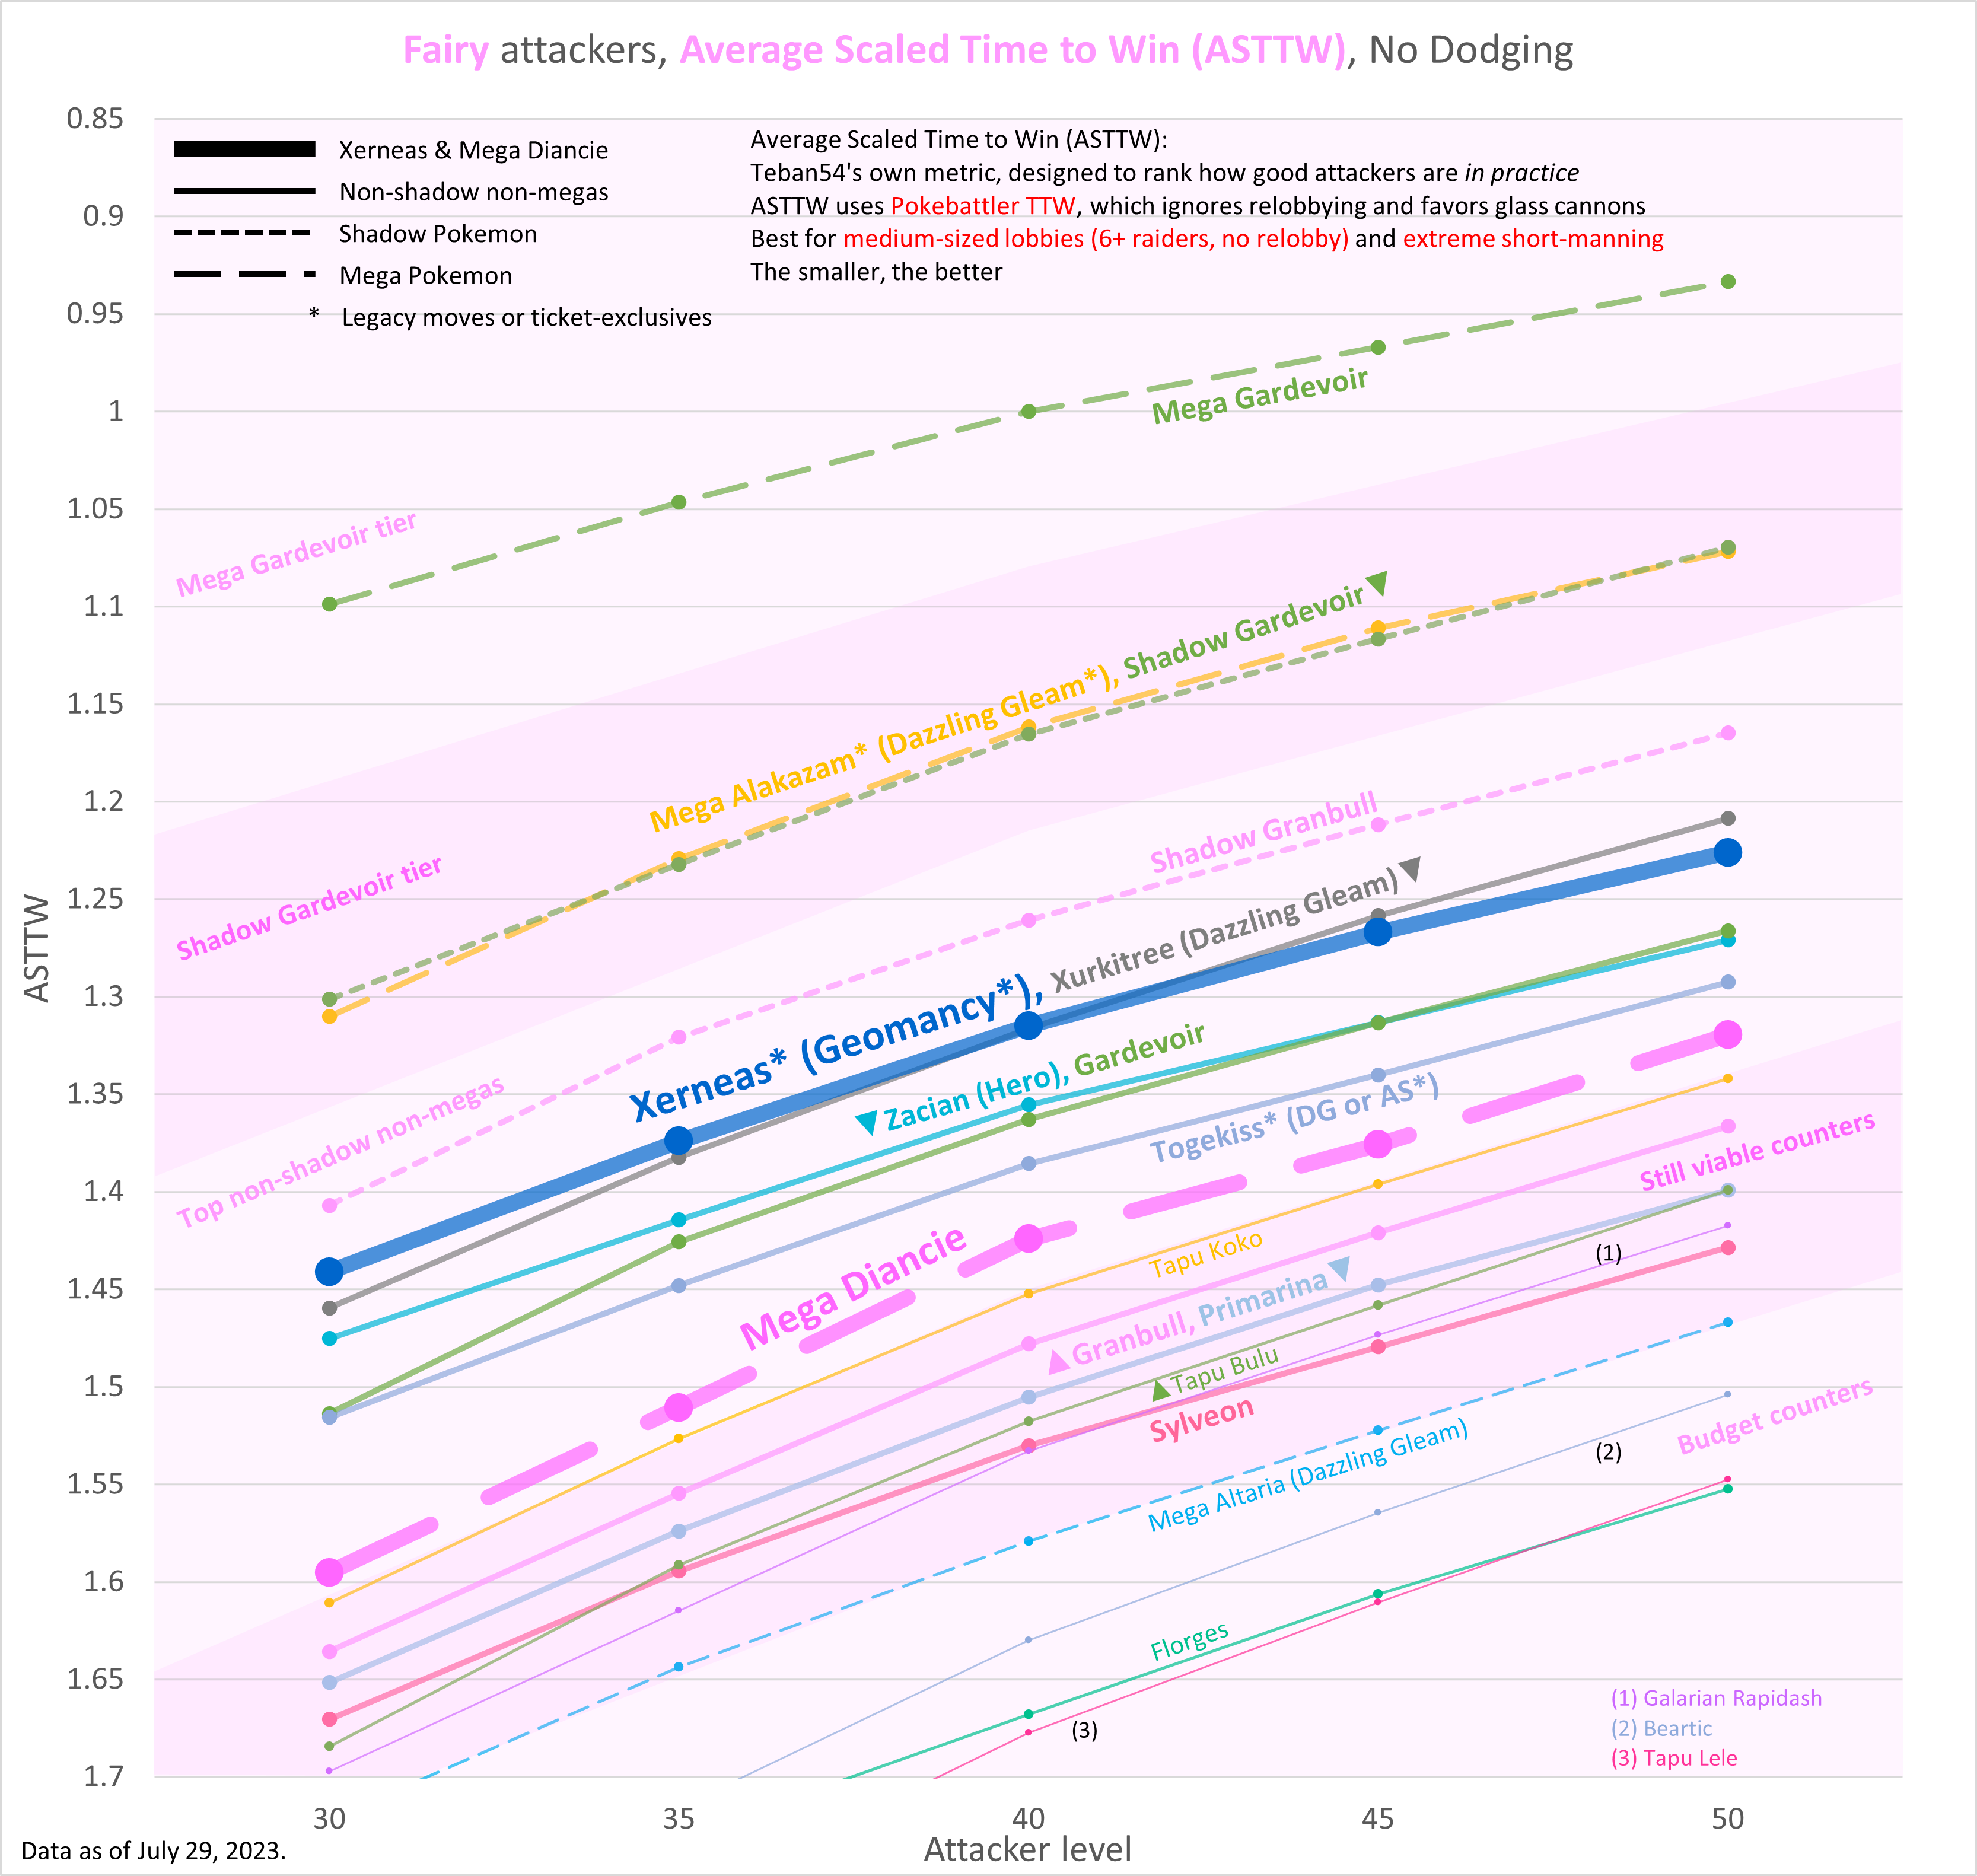 Fairy attackers, Average Scaled Time to Win (ASTTW), No Dodging
Xerneas & Mega Diancie
Non-shadow non-megas
Shadow Pokemon
Mega Pokemon
* Legacy moves or ticket-exclusives
Average Scaled Time to Win (ASTTW):
Teban54's own metric, designed to rank how good attackers are in practice
ASTTW uses Pokebattler TTW, which ignores relobbying and favors glass cannons
Best for medium-sized lobbies (6+ raiders, no relobby) and extreme short-manning
The smaller, the better
0.85
0.9
0.95
1
1.05
1.1
1.15
1.2
1.25
1.3
1.35
1.4
1.45
1.5
1.55
1.6
1.65
1.7
ASTTW
Mega Gardevoir
Mega Gardevoir tier
Mega Alakazam* (Dazzling Gleam*), Shadow Gardevoir
Shadow Gardevoir tier
Shadow Granbull
Xerneas* (Geomancy*), Xurkitree (Dazzling Gleam)
Top non-shadow non-megas
Zacian (Hero), Gardevoir
Togekiss* (DG or AS*)
Mega Diancie
Still viable counters
Tapu Koko
(1)
Granbull, Primarina
Tapu Bulu
Sylveon
Mega Altaria (Dazzling Gleam)
Budget counters
(2)
Florges
(3)
(1) Galarian Rapidash
(2) Beartic
(3) Tapu Lele
30
35
40
45
50
Attacker level
Data as of July 29, 2023.